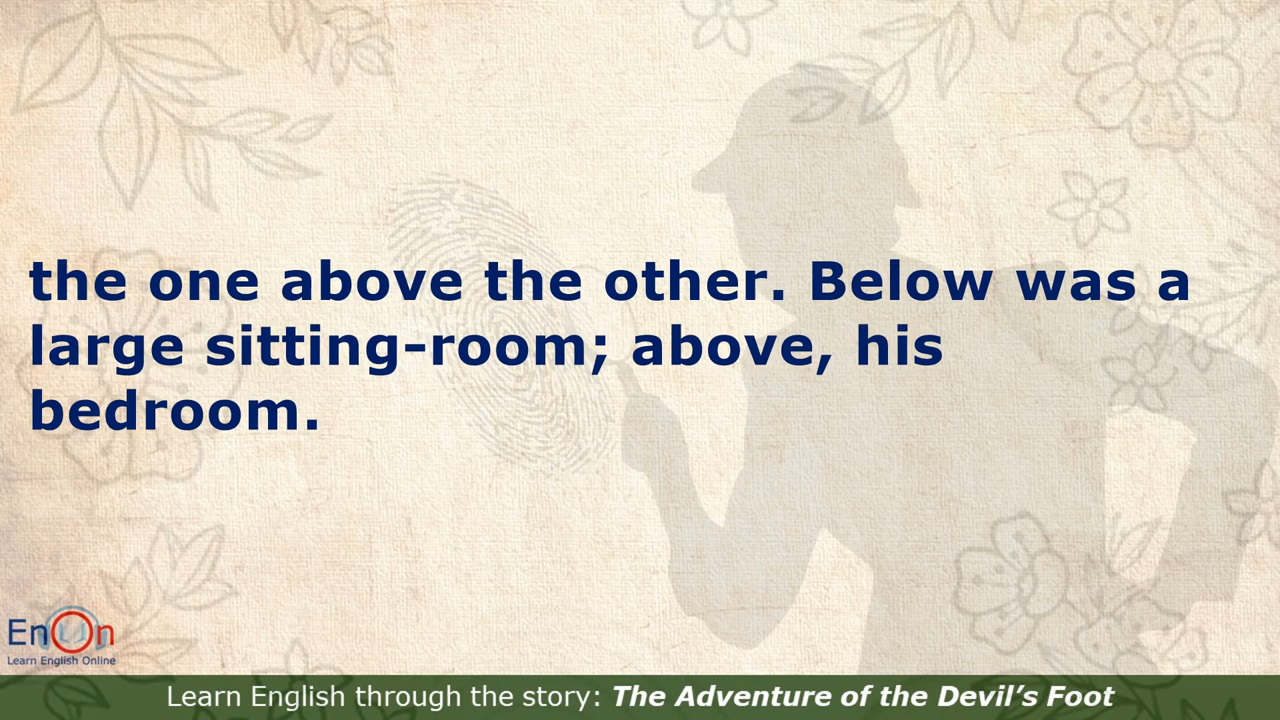 the one above the other. Below was a
large sitting-room; above, his
bedroom.
EnOn
Learn English Online
Learn English through the story: The Adventure of the Devil’s Foot